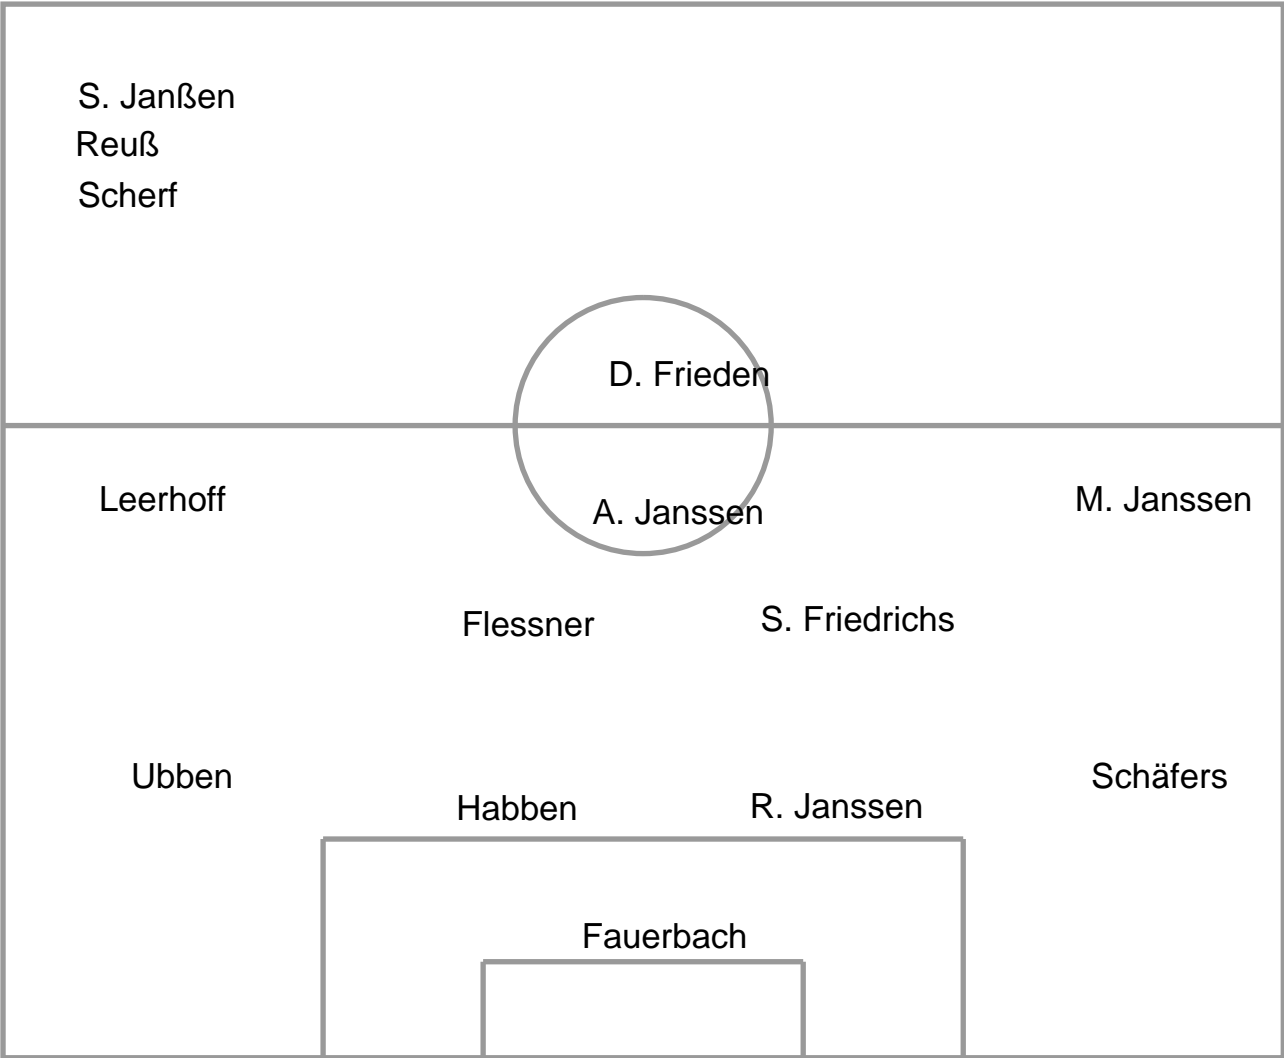 S. Janßen
Reuß
Scherf
D. Frieden
Leerhoff
A. Janssen
M. Janssen
Flessner
S. Friedrichs
Ubben
Schäfers
Habben
R. Janssen
Fauerbach